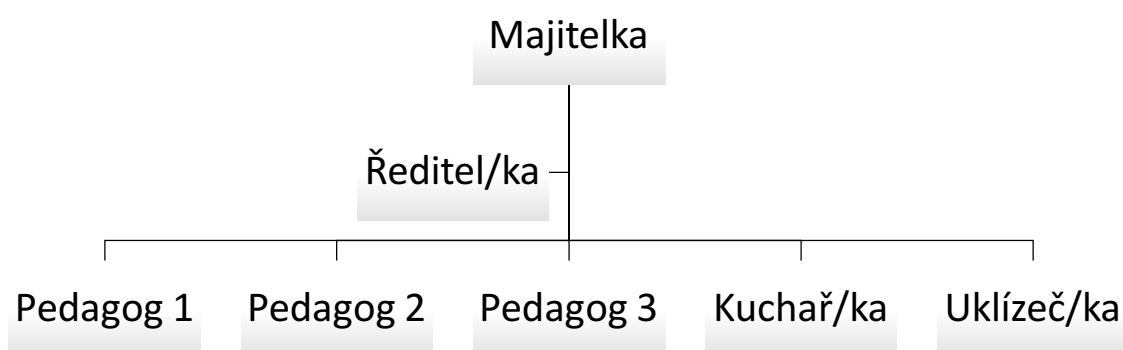 Majitelka
Ředitel/ka
Pedagog 1
Pedagog 2
Pedagog 3
Kuchař/ka
Uklízeč/ka